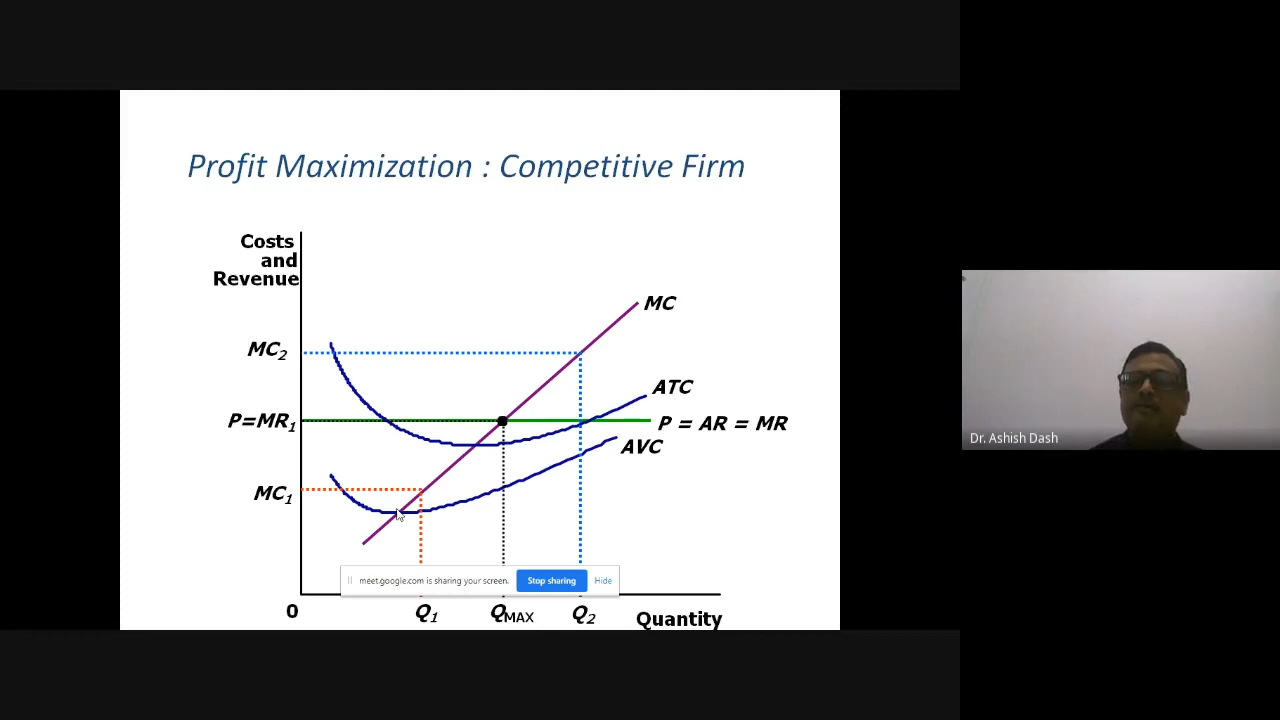 Profit Maximization : Competitive Firm
Costs
and
Revenue
MC
MC2
ATC
P=MR1
P = AR = MR
AVC
MC1
Dr. Ashish Dash
meet.google.com is sharing your screen.
Stop sharing
Hide
0
Q1
QMAX
Q2
Quantity